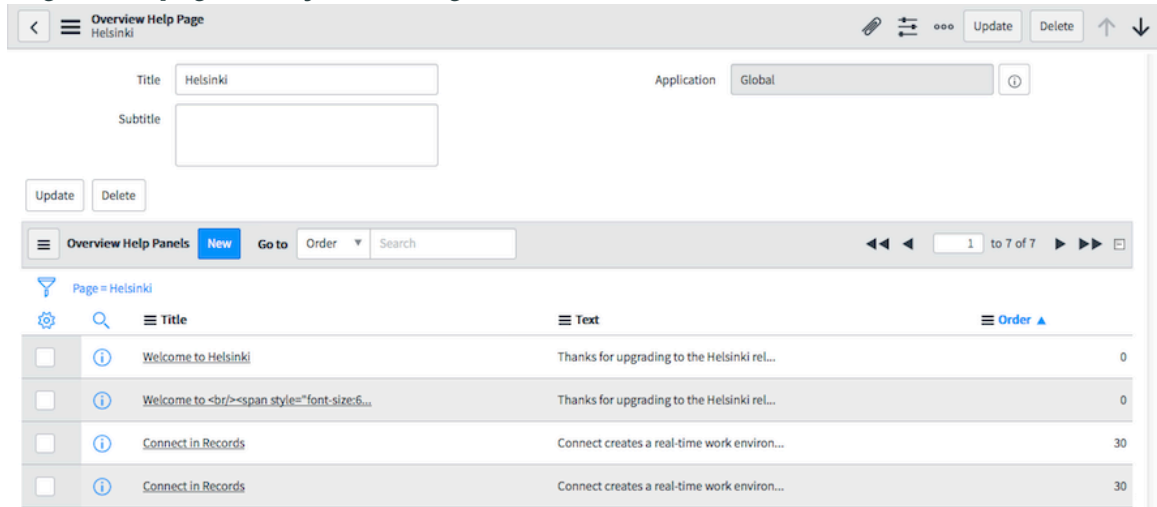 Overview Help Page
Helsinki
Update Delete
Title Helsinki Application Global
Subtitle
Update Delete
Overview Help Panels New Go to Order Search 1 to 7 of 7
Page = Helsinki
Title Text Order
Welcome to Helsinki Thanks for upgrading to the Helsinki rel... 0
Welcome to <br/><span style="font-size:6... Thanks for upgrading to the Helsinki rel... 0
Connect in Records Connect creates a real-time work environ... 30
Connect in Records Connect creates a real-time work environ... 30